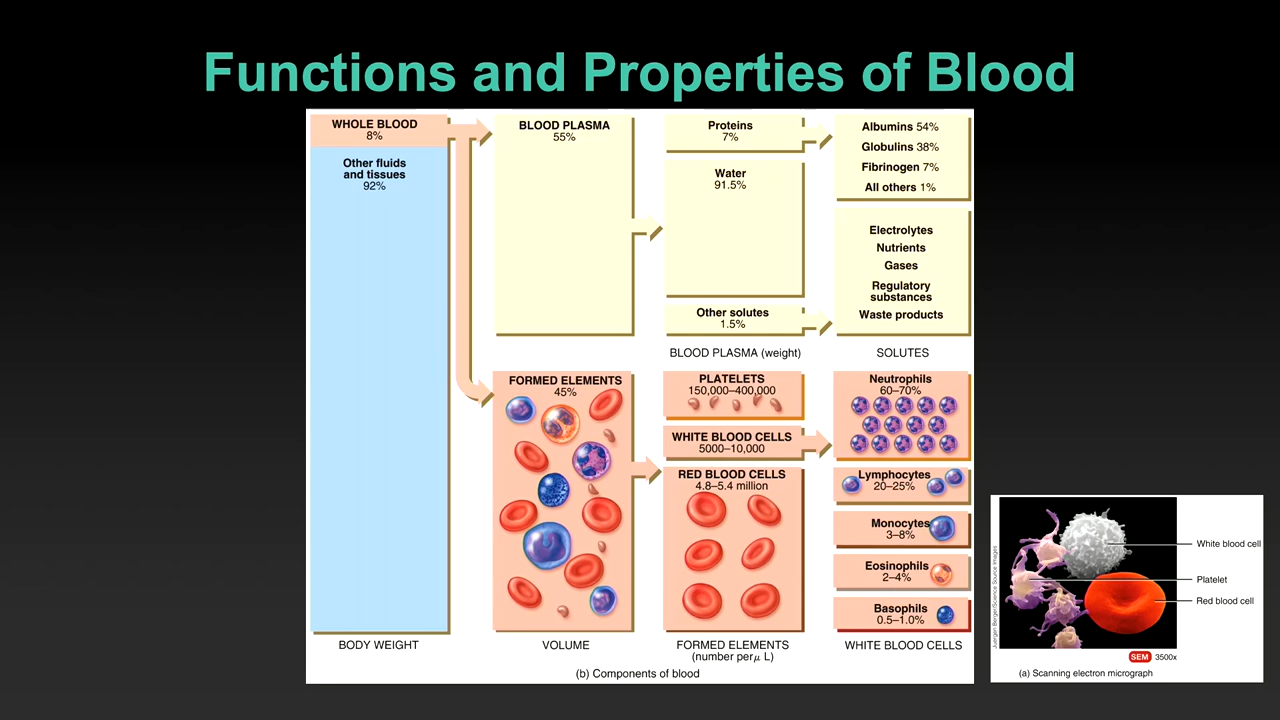 Functions and Properties of Blood
WHOLE BLOOD
8%
Other fluids
and tissues
92%
BODY WEIGHT
BLOOD PLASMA
55%
FORMED ELEMENTS
45%
VOLUME
Proteins
7%
Water
91.5%
Other solutes
1.5%
BLOOD PLASMA (weight)
PLATELETS
150,000–400,000
WHITE BLOOD CELLS
5000–10,000
RED BLOOD CELLS
4.8–5.4 million
FORMED ELEMENTS
(number per μ L)
Albumins 54%
Globulins 38%
Fibrinogen 7%
All others 1%
Electrolytes
Nutrients
Gases
Regulatory
substances
Waste products
SOLUTES
Neutrophils
60–70%
Lymphocytes
20–25%
Monocytes
3–8%
Eosinophils
2–4%
Basophils
0.5–1.0%
WHITE BLOOD CELLS
(b) Components of blood
Juergen Berger/Science Source Images
White blood cell
Platelet
Red blood cell
SEM 3500x
(a) Scanning electron micrograph